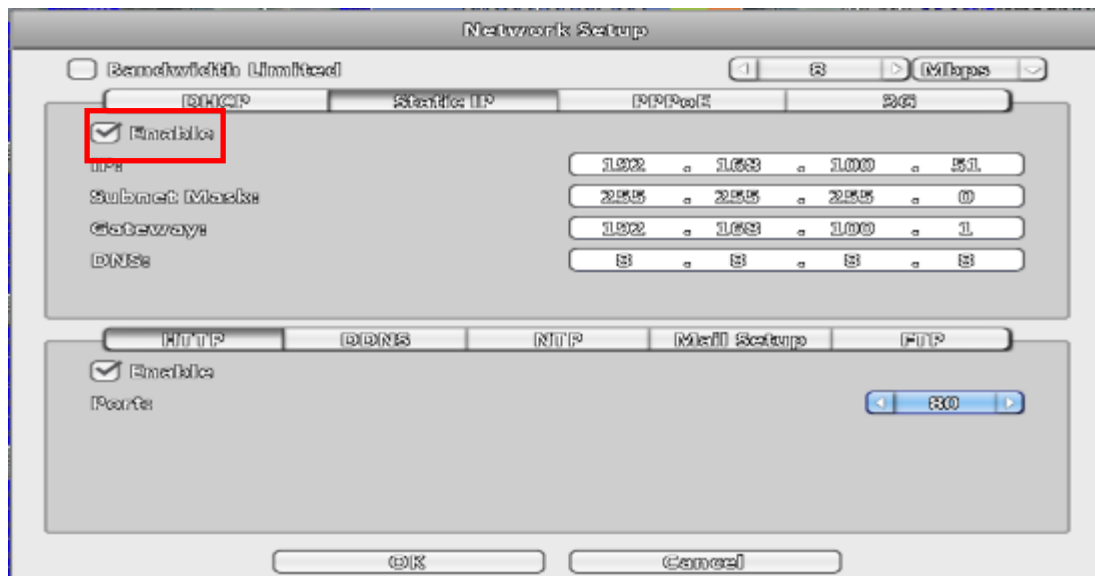 Network Setup
Bandwidth Limited 8 Mbps
DHCP Static IP PPPoE 3G
Enable
IP: 192 . 168 . 100 . 51
Subnet Mask: 255 . 255 . 255 . 0
Gateway: 192 . 168 . 100 . 1
DNS: 8 . 8 . 8 . 8
HTTP DDNS NTP Mail Setup FTP
Enable
Port: 80
OK Cancel